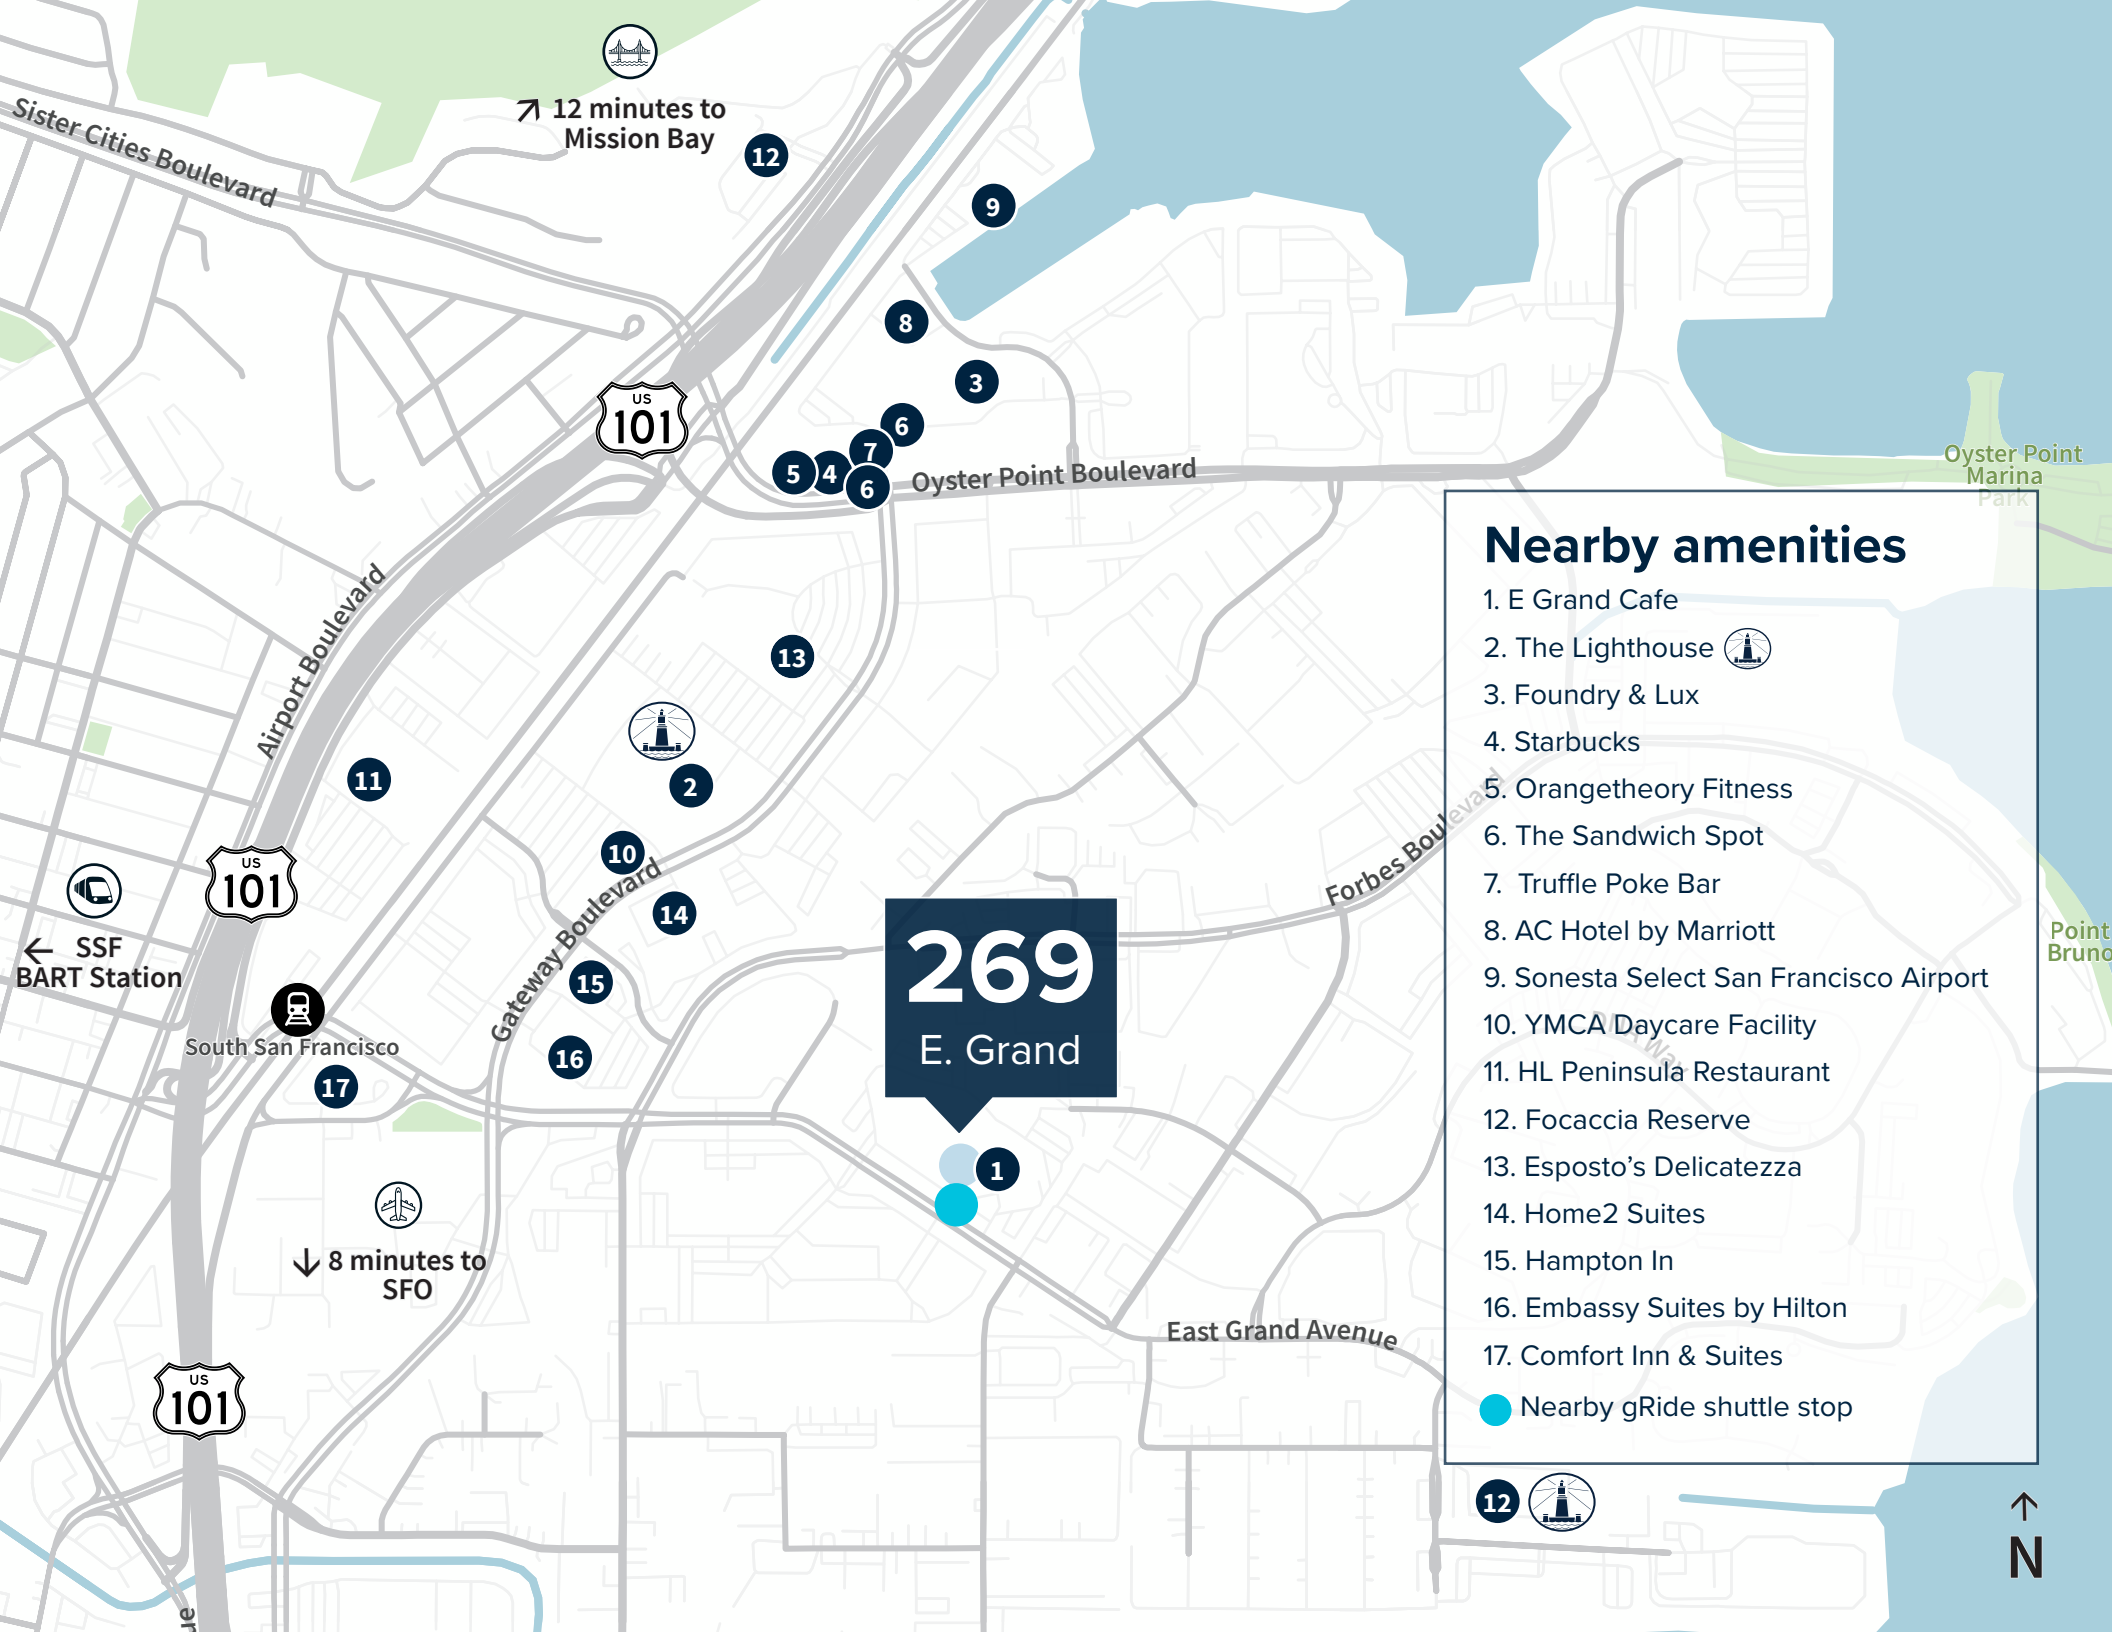 12 minutes to
Mission Bay
Sister Cities Boulevard
12
9
8
3
US
101
6
7
5
4
6
Oyster Point Boulevard
Oyster Point
Marina
Park
Airport Boulevard
13
11
2
10
Gateway Boulevard
14
US
101
SSF
BART Station
15
South San Francisco
16
17
269
E. Grand
1
Forbes Boulevard
8 minutes to
SFO
East Grand Avenue
US
101
Nearby amenities
1. E Grand Cafe
2. The Lighthouse
3. Foundry & Lux
4. Starbucks
5. Orangetheory Fitness
6. The Sandwich Spot
7. Truffle Poke Bar
8. AC Hotel by Marriott
9. Sonesta Select San Francisco Airport
10. YMCA Daycare Facility
11. HL Peninsula Restaurant
12. Focaccia Reserve
13. Esposto’s Delicatezza
14. Home2 Suites
15. Hampton In
16. Embassy Suites by Hilton
17. Comfort Inn & Suites
Nearby gRide shuttle stop
DNA Way
Point
Bruno
12
N